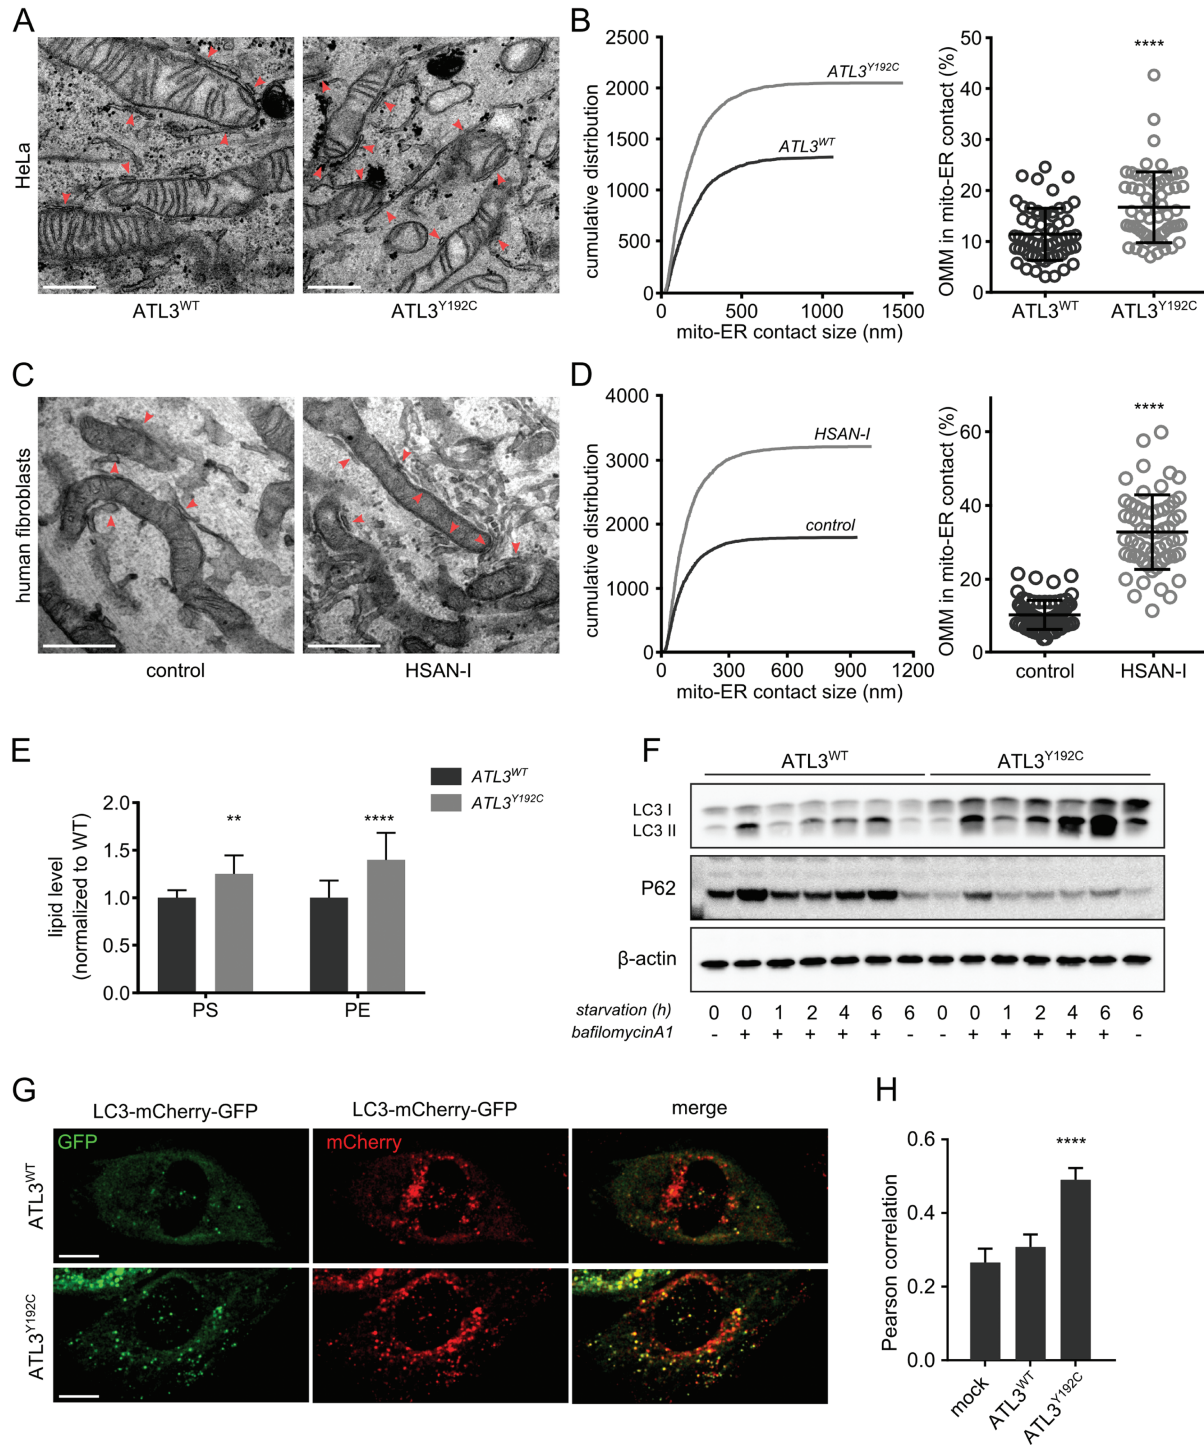 A
HeLa
ATL3WT
ATL3Y192C
B
cumulative distribution
2500
2000
1500
1000
500
0
ATL3Y192C
ATL3WT
0 500 1000 1500
mito-ER contact size (nm)
OMM in mito-ER contact (%)
50
40
30
20
10
0
****
ATL3WT ATL3Y192C
C
human fibroblasts
control
HSAN-I
D
cumulative distribution
4000
3000
2000
1000
0
HSAN-I
control
0 300 600 900 1200
mito-ER contact size (nm)
OMM in mito-ER contact (%)
60
40
20
0
****
control HSAN-I
E
ATL3WT
ATL3Y192C
lipid level
(normalized to WT)
2.0
1.5
1.0
0.5
0.0
** ****
PS PE
F
ATL3WT ATL3Y192C
LC3 I
LC3 II
P62
β-actin
starvation (h) 0 0 1 2 4 6 6 0 0 1 2 4 6 6
bafilomycinA1 - + + + + + - - + + + + + -
G
LC3-mCherry-GFP LC3-mCherry-GFP merge
GFP mCherry
ATL3WT
ATL3Y192C
H
Pearson correlation
0.6
0.4
0.2
0.0
****
mock
ATL3WT
ATL3Y192C